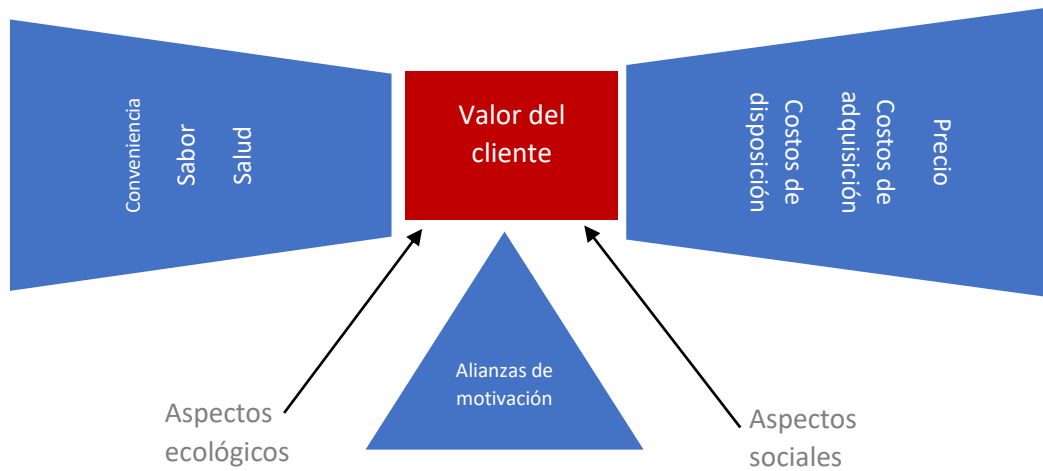 Conveniencia
Sabor
Salud
Valor del
cliente
Precio
Costos de
adquisición
Costos de
disposición
Alianzas de
motivación
Aspectos
ecológicos
Aspectos
sociales